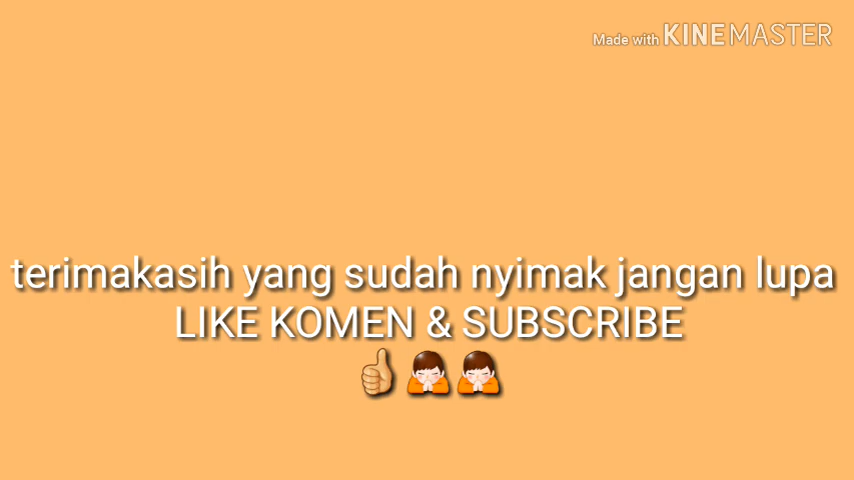 Made with KINEMASTER
terimakasih yang sudah nyimak jangan lupa
LIKE KOMEN & SUBSCRIBE
👍🙏🙏